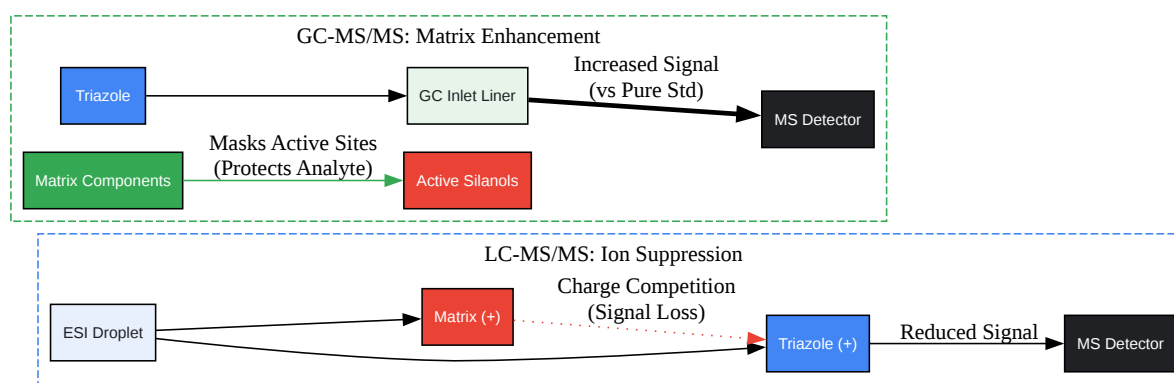 GC-MS/MS: Matrix Enhancement
Triazole
GC Inlet Liner
Increased Signal
(vs Pure Std)
MS Detector
Matrix Components
Masks Active Sites
(Protects Analyte)
Active Silanols
LC-MS/MS: Ion Suppression
ESI Droplet
Matrix (+)
Charge Competition
(Signal Loss)
Triazole (+)
Reduced Signal
MS Detector